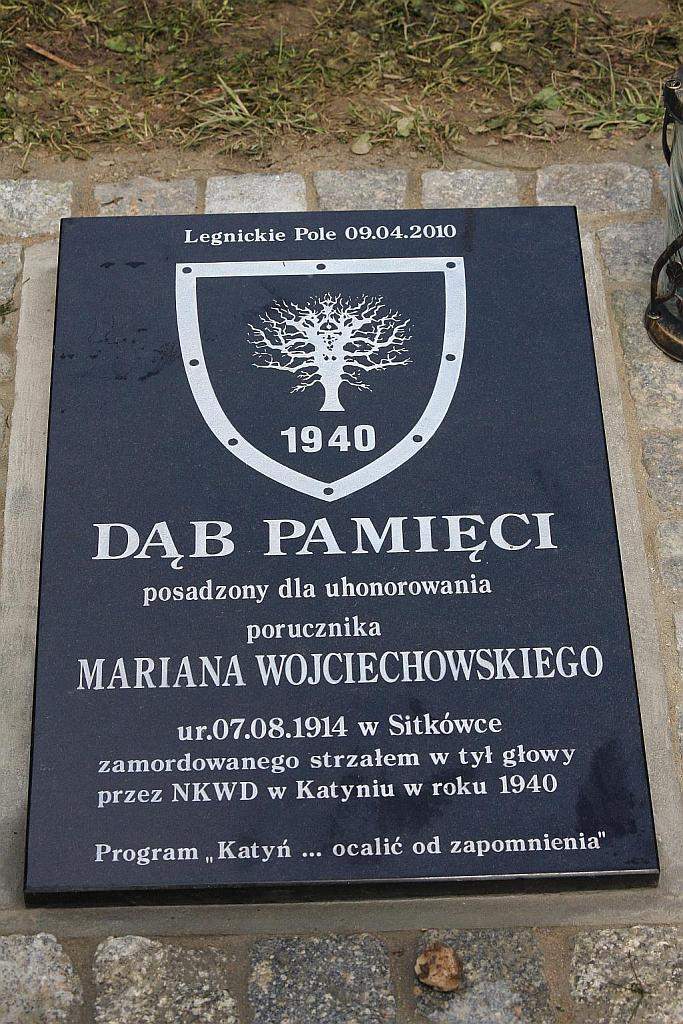 Legnickie Pole 09.04.2010
1940
DĄB PAMIĘCI
posadzony dla uhonorowania
porucznika
MARIANA WOJCIECHOWSKIEGO
ur.07.08.1914 w Sitkówce
zamordowanego strzałem w tył głowy
przez NKWD w Katyniu w roku 1940
Program „Katyń ... ocalić od zapomnienia"